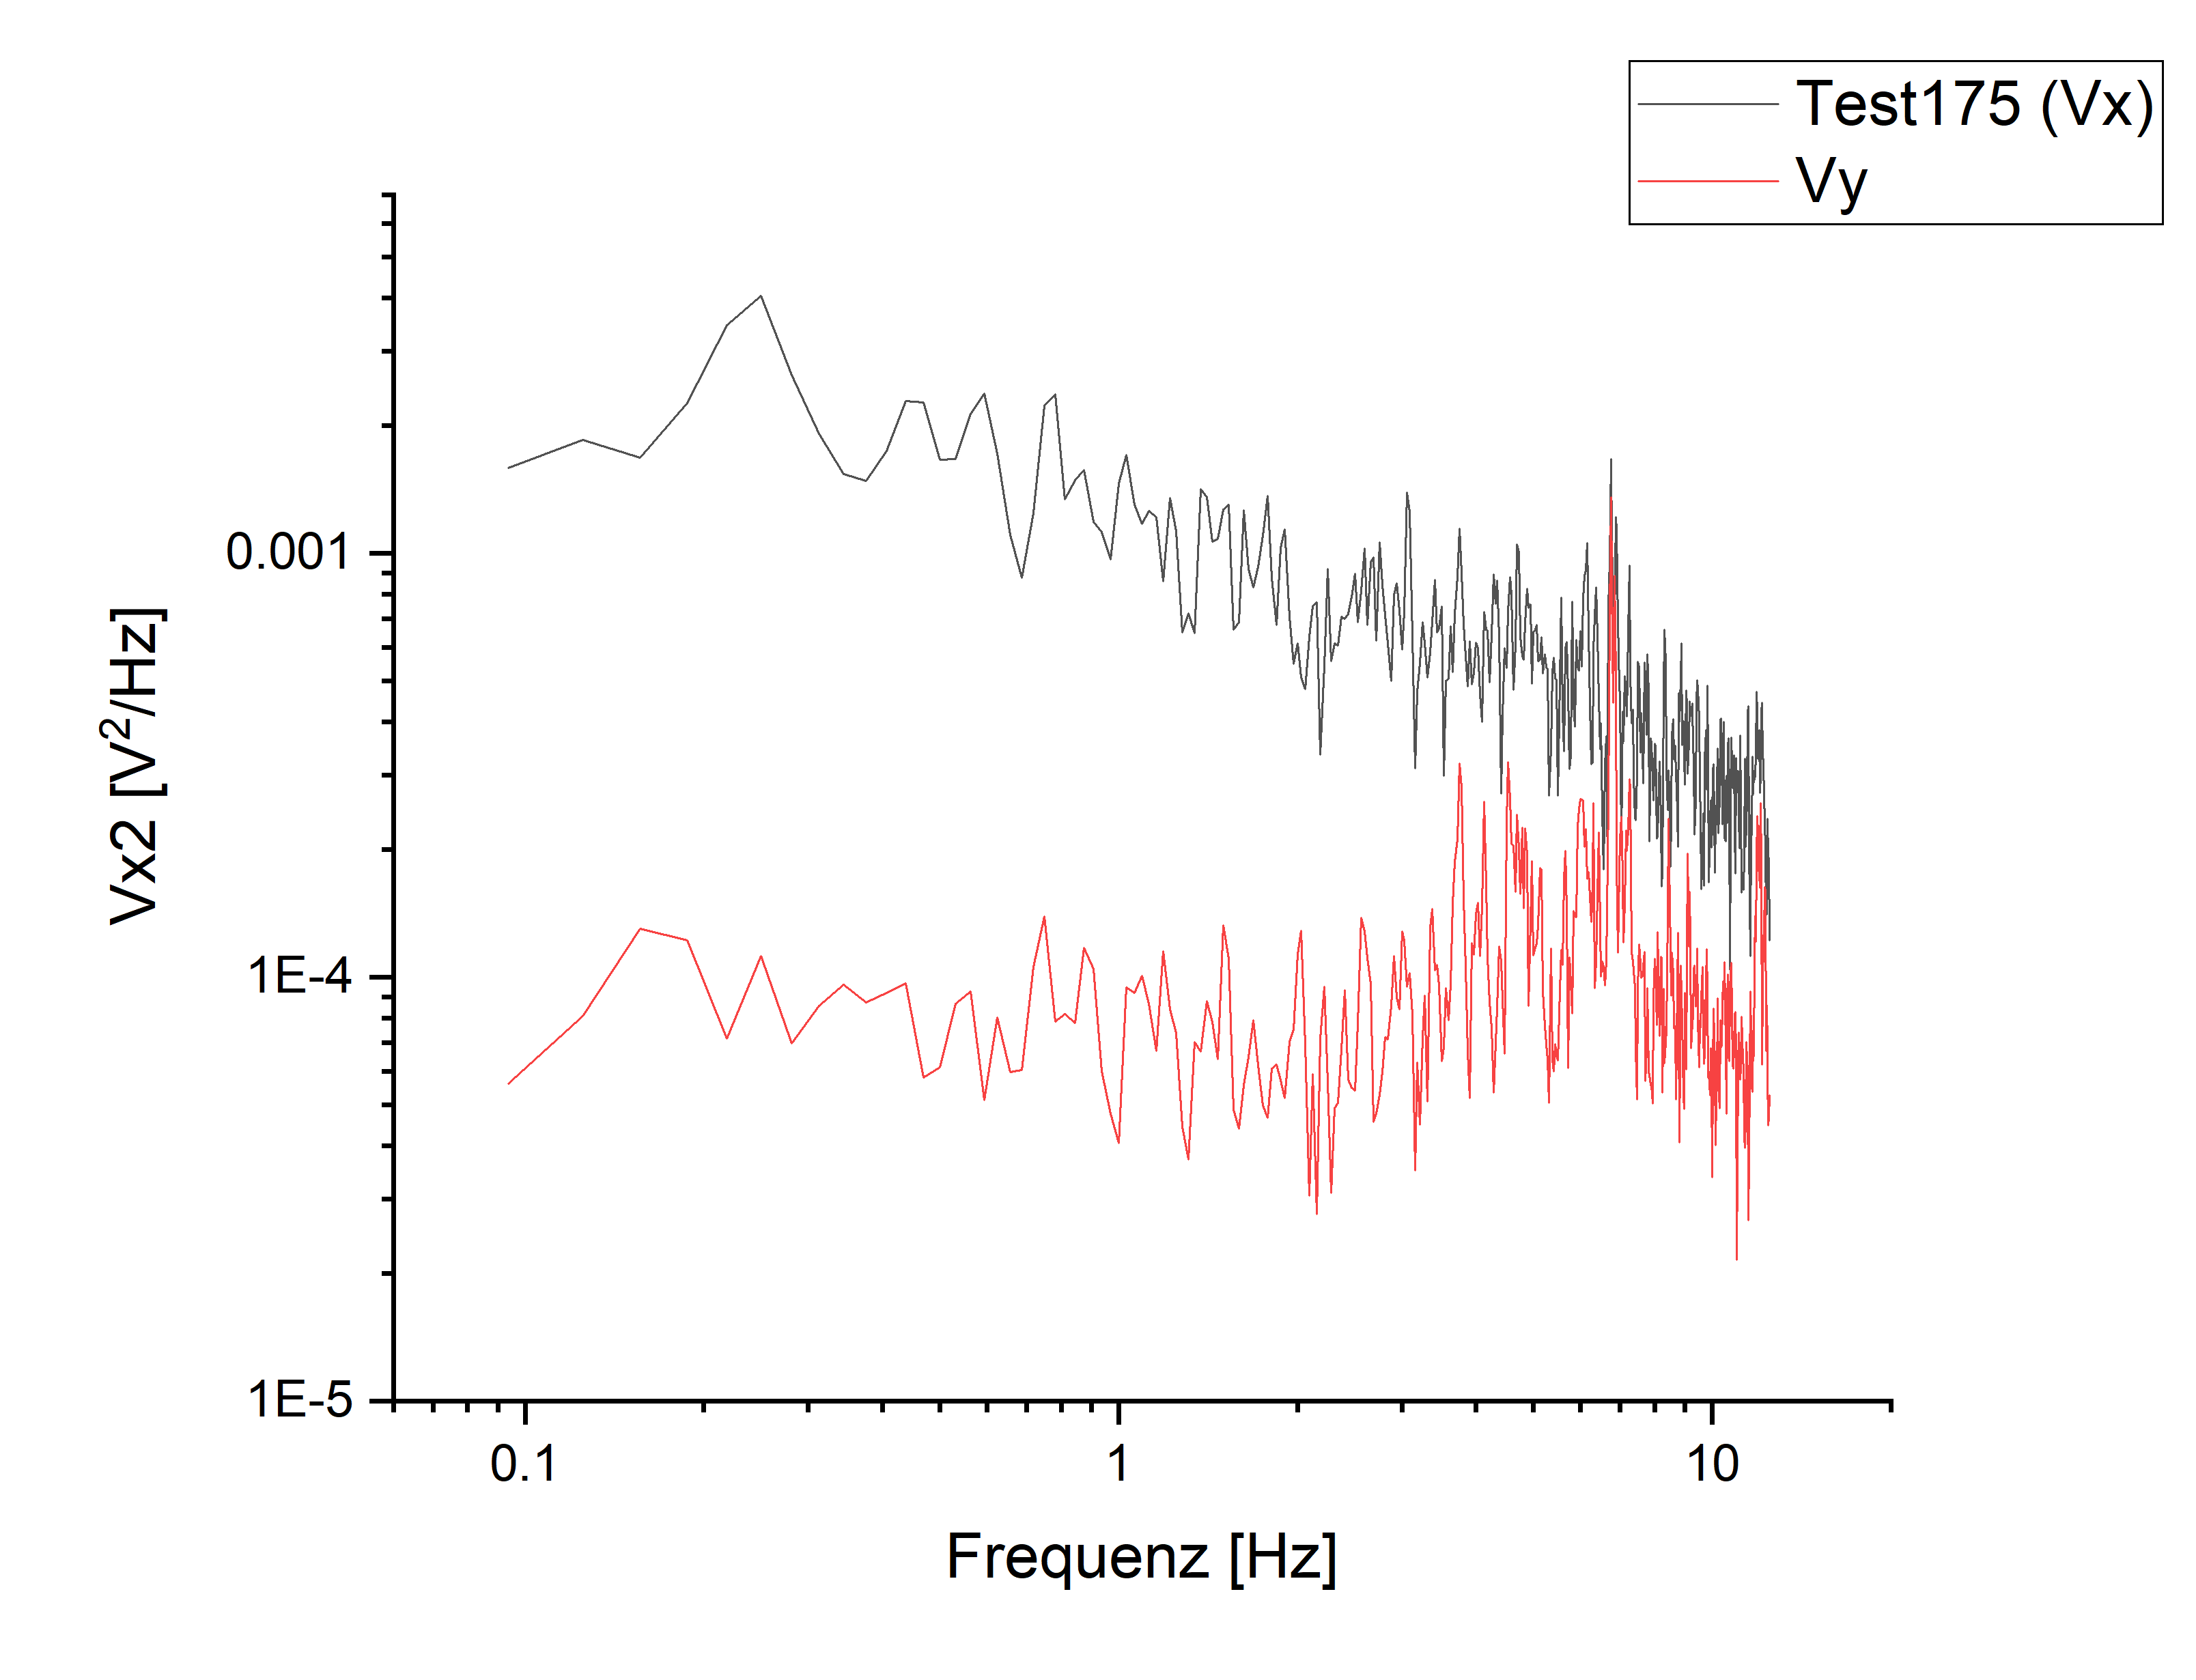 Test175 (Vx)
Vy
0.001
1E-4
1E-5
Vx2 [V²/Hz]
0.1
1
10
Frequenz [Hz]